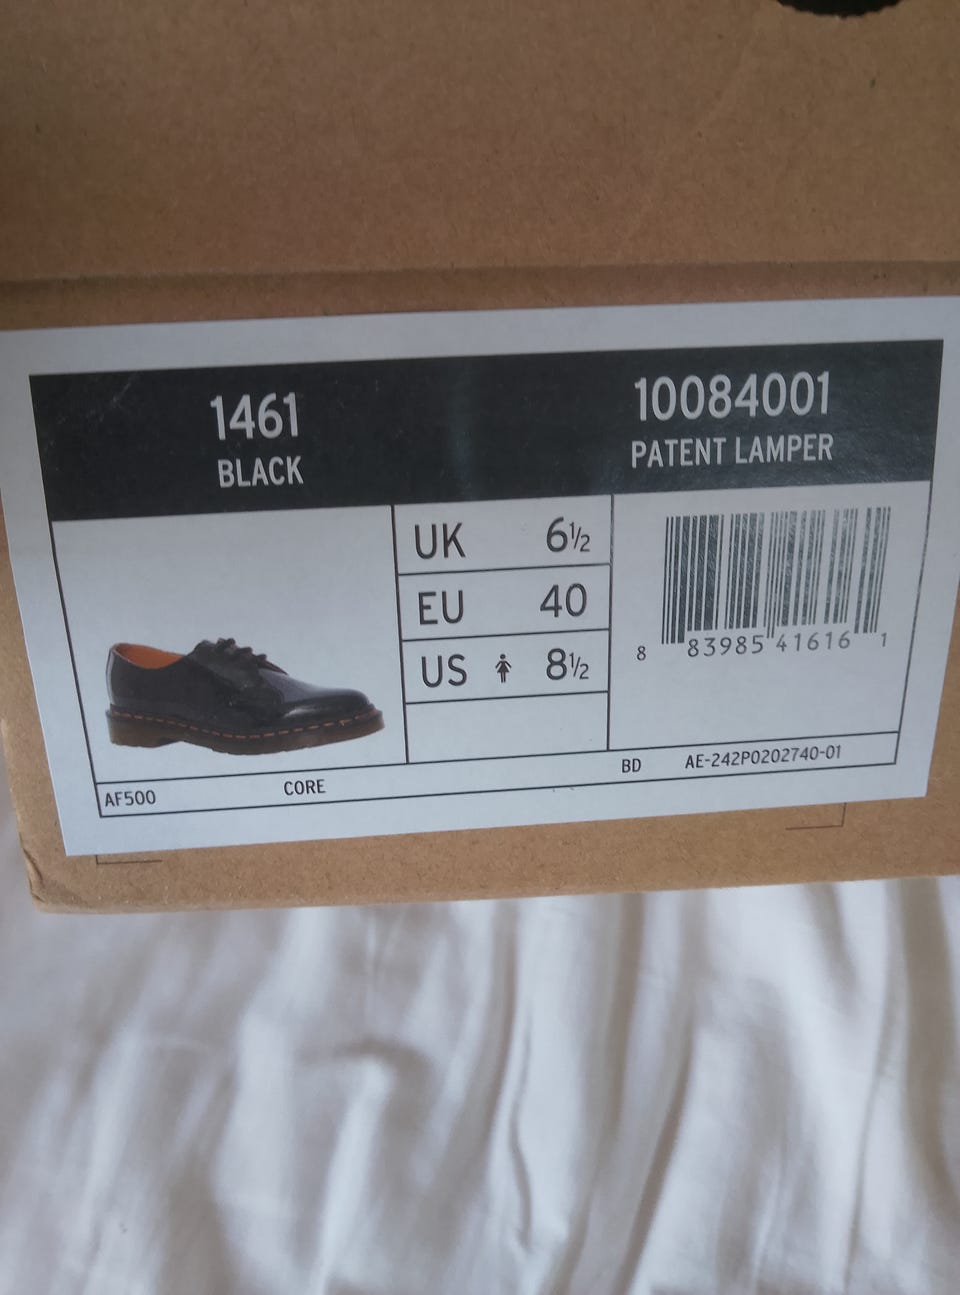 1461
BLACK
10084001
PATENT LAMPER
UK 6½
EU 40
US 8½
8 83985 41616 1
AF500 CORE BD AE-242P0202740-01